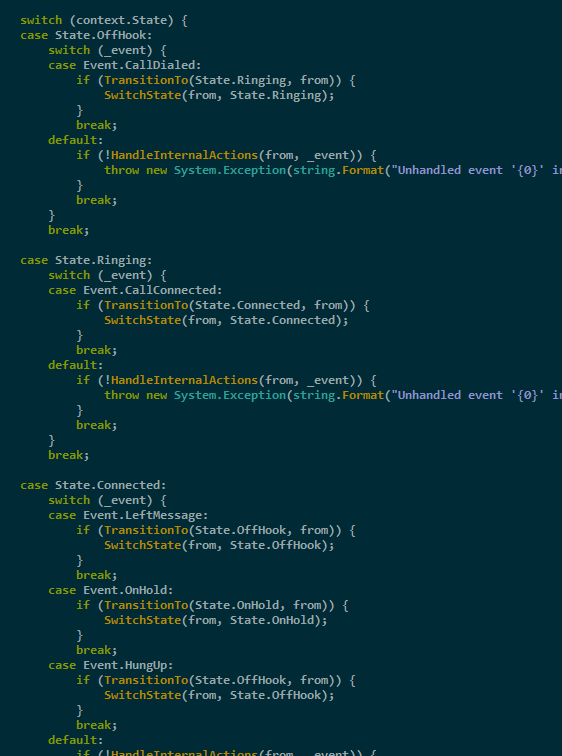 switch (context.State) {
case State.OffHook:
    switch (_event) {
    case Event.CallDialed:
        if (TransitionTo(State.Ringing, from)) {
            SwitchState(from, State.Ringing);
        }
        break;
    default:
        if (!HandleInternalActions(from, _event)) {
            throw new System.Exception(string.Format("Unhandled event '{0}' in
        }
        break;
    }
    break;

case State.Ringing:
    switch (_event) {
    case Event.CallConnected:
        if (TransitionTo(State.Connected, from)) {
            SwitchState(from, State.Connected);
        }
        break;
    default:
        if (!HandleInternalActions(from, _event)) {
            throw new System.Exception(string.Format("Unhandled event '{0}' in
        }
        break;
    }
    break;

case State.Connected:
    switch (_event) {
    case Event.LeftMessage:
        if (TransitionTo(State.OffHook, from)) {
            SwitchState(from, State.OffHook);
        }
        break;
    case Event.OnHold:
        if (TransitionTo(State.OnHold, from)) {
            SwitchState(from, State.OnHold);
        }
        break;
    case Event.HungUp:
        if (TransitionTo(State.OffHook, from)) {
            SwitchState(from, State.OffHook);
        }
        break;
    default:
        if (!HandleInternalActions(from, _event)) {